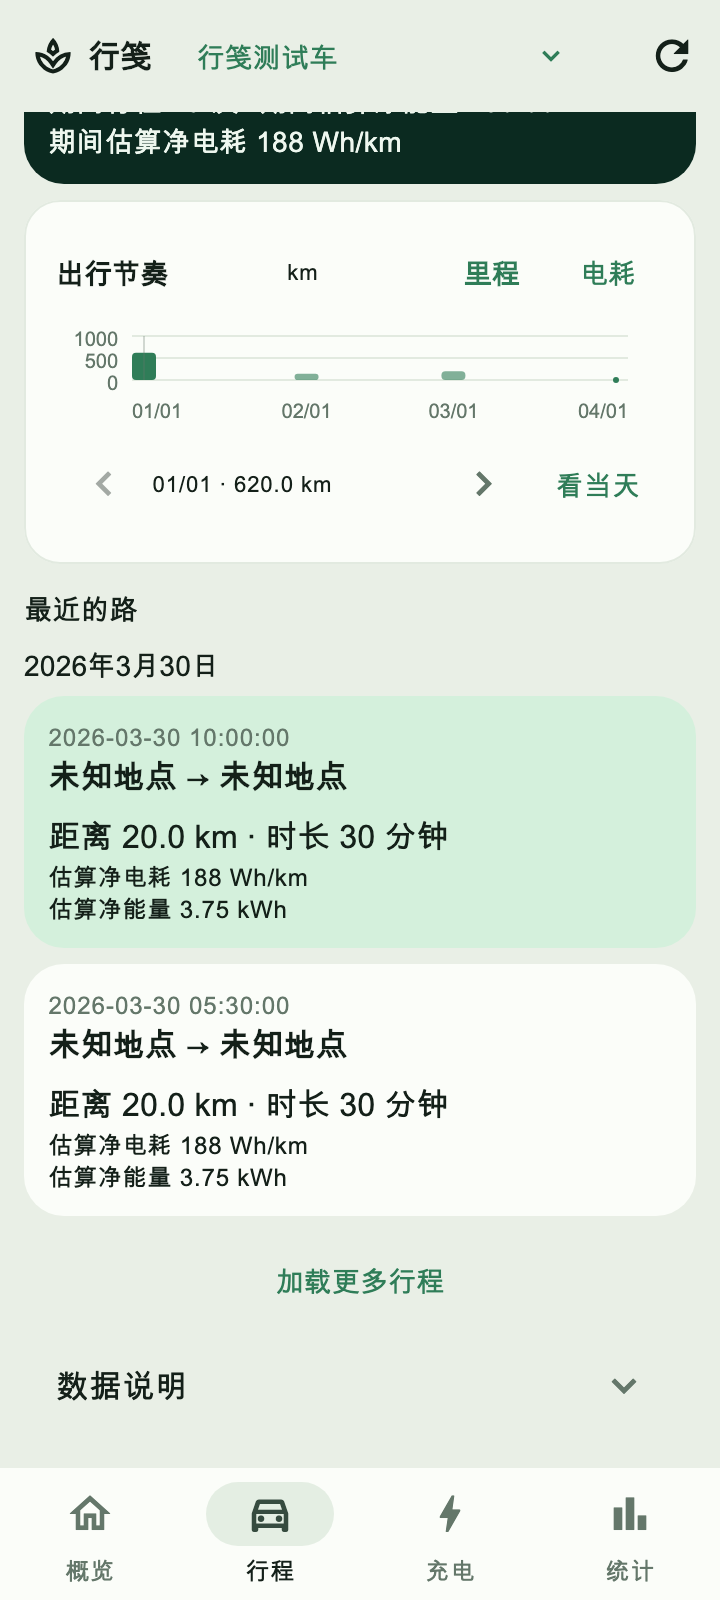 行笺 行笺测试车
期间估算净电耗 188 Wh/km
出行节奏 km 里程 电耗
1000
500
0
01/01 02/01 03/01 04/01
01/01 · 620.0 km 看当天
最近的路
2026年3月30日
2026-03-30 10:00:00
未知地点 → 未知地点
距离 20.0 km · 时长 30 分钟
估算净电耗 188 Wh/km
估算净能量 3.75 kWh
2026-03-30 05:30:00
未知地点 → 未知地点
距离 20.0 km · 时长 30 分钟
估算净电耗 188 Wh/km
估算净能量 3.75 kWh
加载更多行程
数据说明
概览 行程 充电 统计